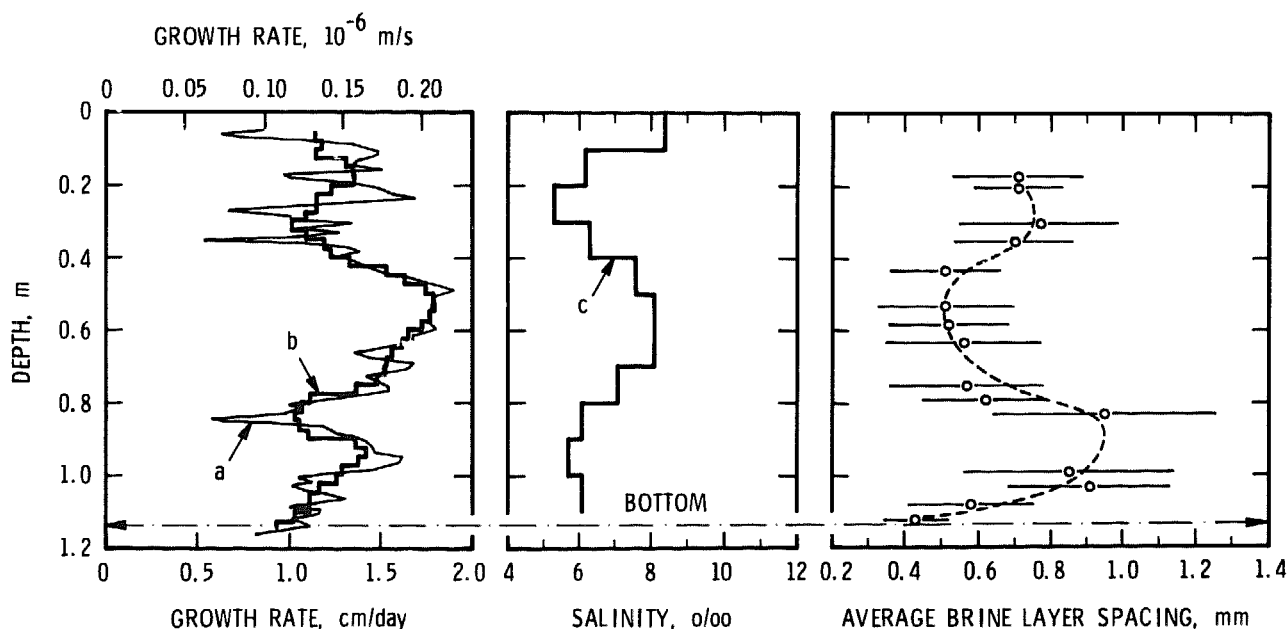 GROWTH RATE, 10⁻⁶ m/s
0 0.05 0.10 0.15 0.20
DEPTH, m
0
0.2
0.4
0.6
0.8
1.0
1.2
a
b
0 1.0 1.5 2.0
GROWTH RATE, cm/day
c
BOTTOM
4 6 8 10 12
SALINITY, o/oo
0.2 0.4 0.6 0.8 1.0 1.2 1.4
AVERAGE BRINE LAYER SPACING, mm